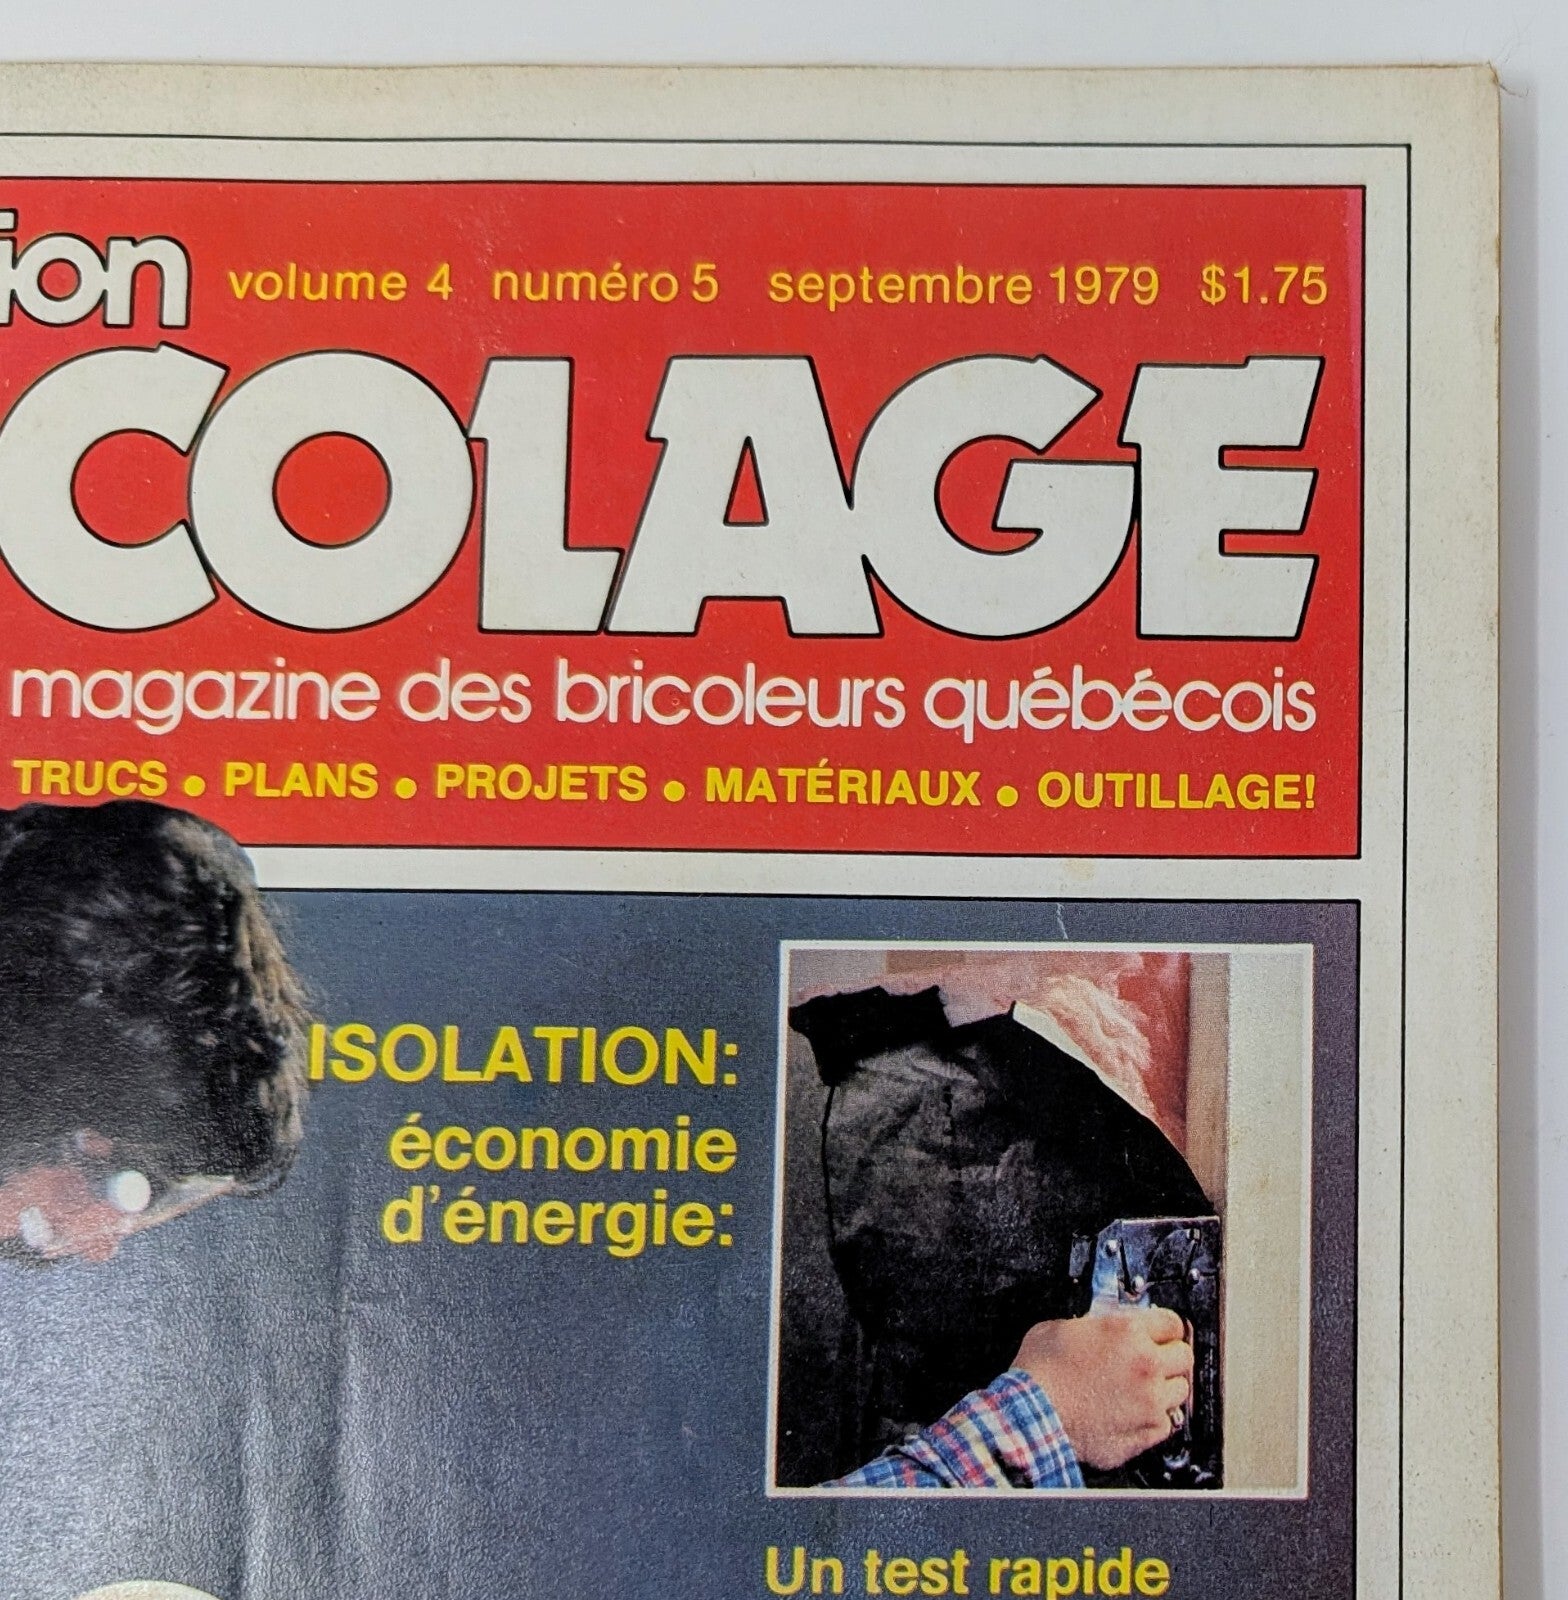 ion volume 4 numéro 5 septembre 1979 $1.75
COLAGE
magazine des bricoleurs québécois
TRUCS • PLANS • PROJETS • MATÉRIAUX • OUTILLAGE!
ISOLATION:
économie
d'énergie:
Un test rapide